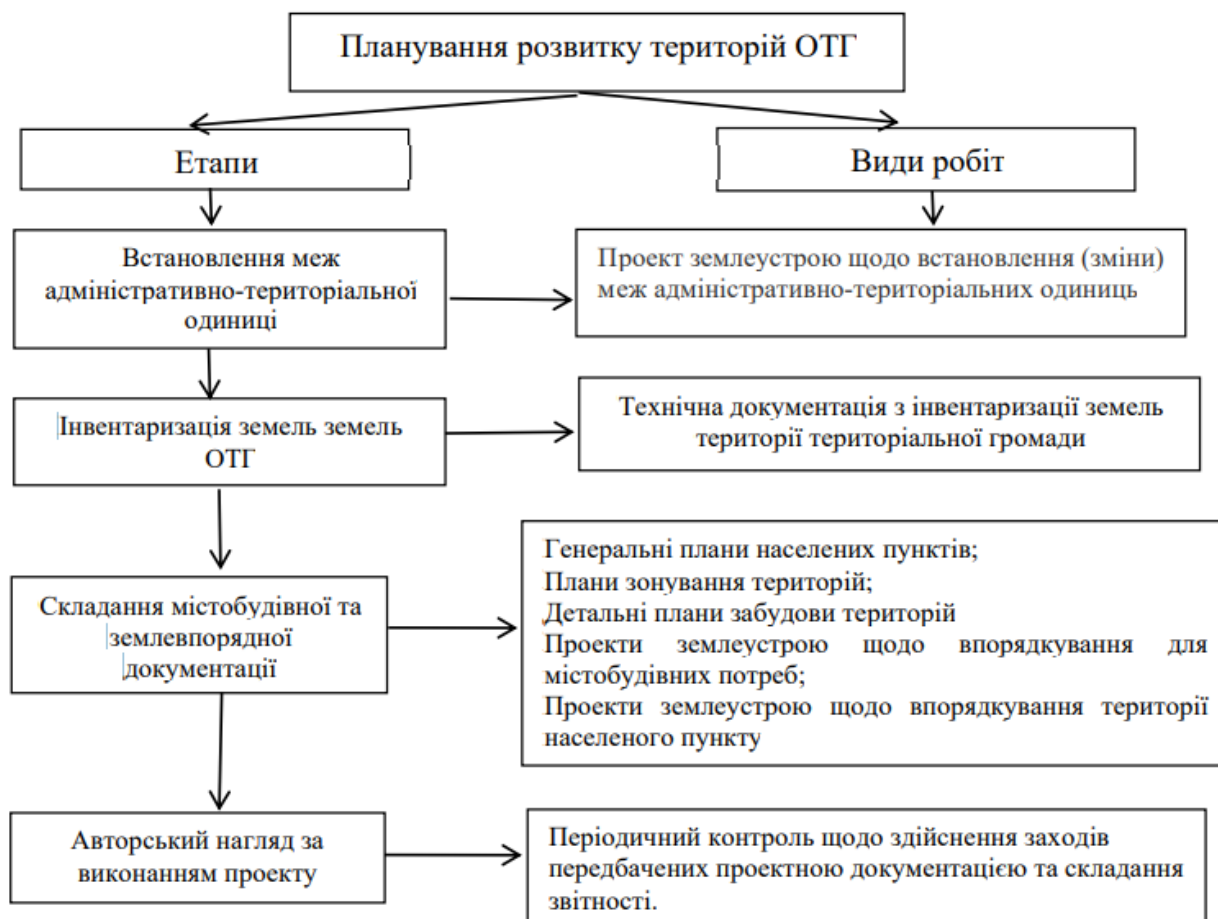 Планування розвитку територій ОТГ
Етапи
Види робіт
Встановлення меж
адміністративно-територіальної
одиниці
Проект землеустрою щодо встановлення (зміни)
меж адміністративно-територіальних одиниць
Інвентаризація земель земель
ОТГ
Технічна документація з інвентаризації земель
території територіальної громади
Складання містобудівної та
землевпорядної
документації
Генеральні плани населених пунктів;
Плани зонування територій;
Детальні плани забудови територій
Проекти землеустрою щодо впорядкування для
містобудівних потреб;
Проекти землеустрою щодо впорядкування території
населеного пункту
Авторський нагляд за
виконанням проекту
Періодичний контроль щодо здійснення заходів
передбачених проектною документацією та складання
звітності.